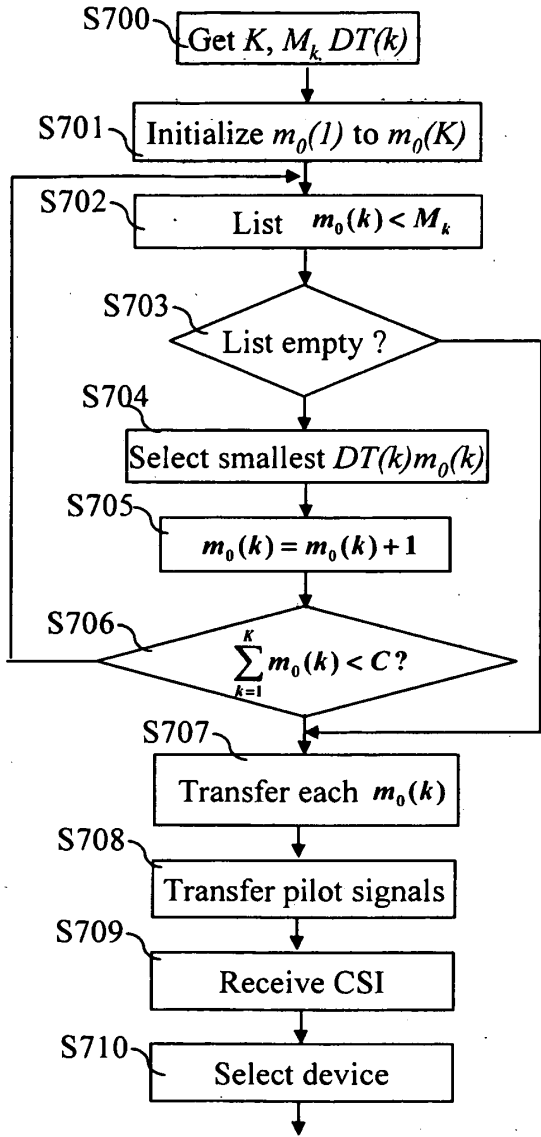 S700
Get K, M_k, DT(k)
S701
Initialize m_0(1) to m_0(K)
S702
List m_0(k) < M_k
S703
List empty ?
S704
Select smallest DT(k)m_0(k)
S705
m_0(k) = m_0(k) + 1
S706
∑_{k=1}^{K} m_0(k) < C ?
S707
Transfer each m_0(k)
S708
Transfer pilot signals
S709
Receive CSI
S710
Select device